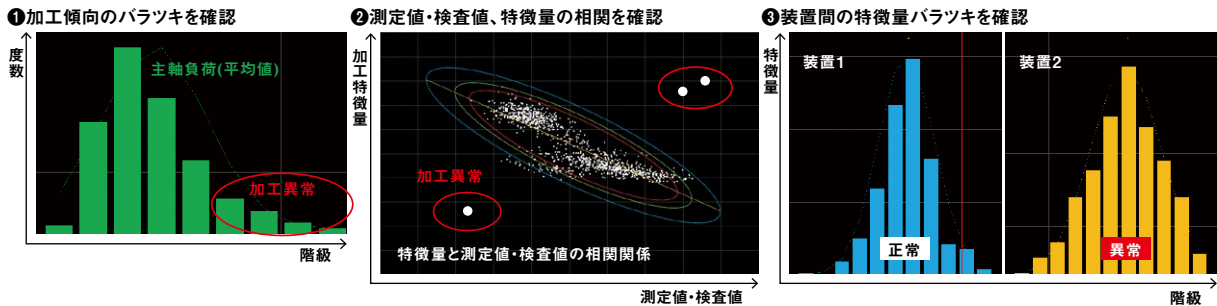 ❶加工傾向のバラツキを確認
度数
主軸負荷(平均値)
加工異常
階級
❷測定値・検査値、特徴量の相関を確認
加工特徴量
加工異常
特徴量と測定値・検査値の相関関係
測定値・検査値
❸装置間の特徴量バラツキを確認
特徴量
装置1
正常
装置2
異常
階級